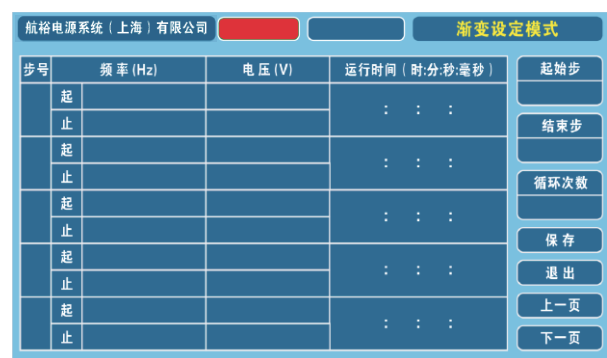 航裕电源系统（上海）有限公司 渐变设定模式
步号 频 率 (Hz) 电 压 (V) 运行时间（时:分:秒:毫秒） 起始步
起
: : :
止
结束步
起
: : :
止
循环次数
起
: : :
止
保 存
起
: : :
止
退 出
起
: : :
止
上一页
下一页